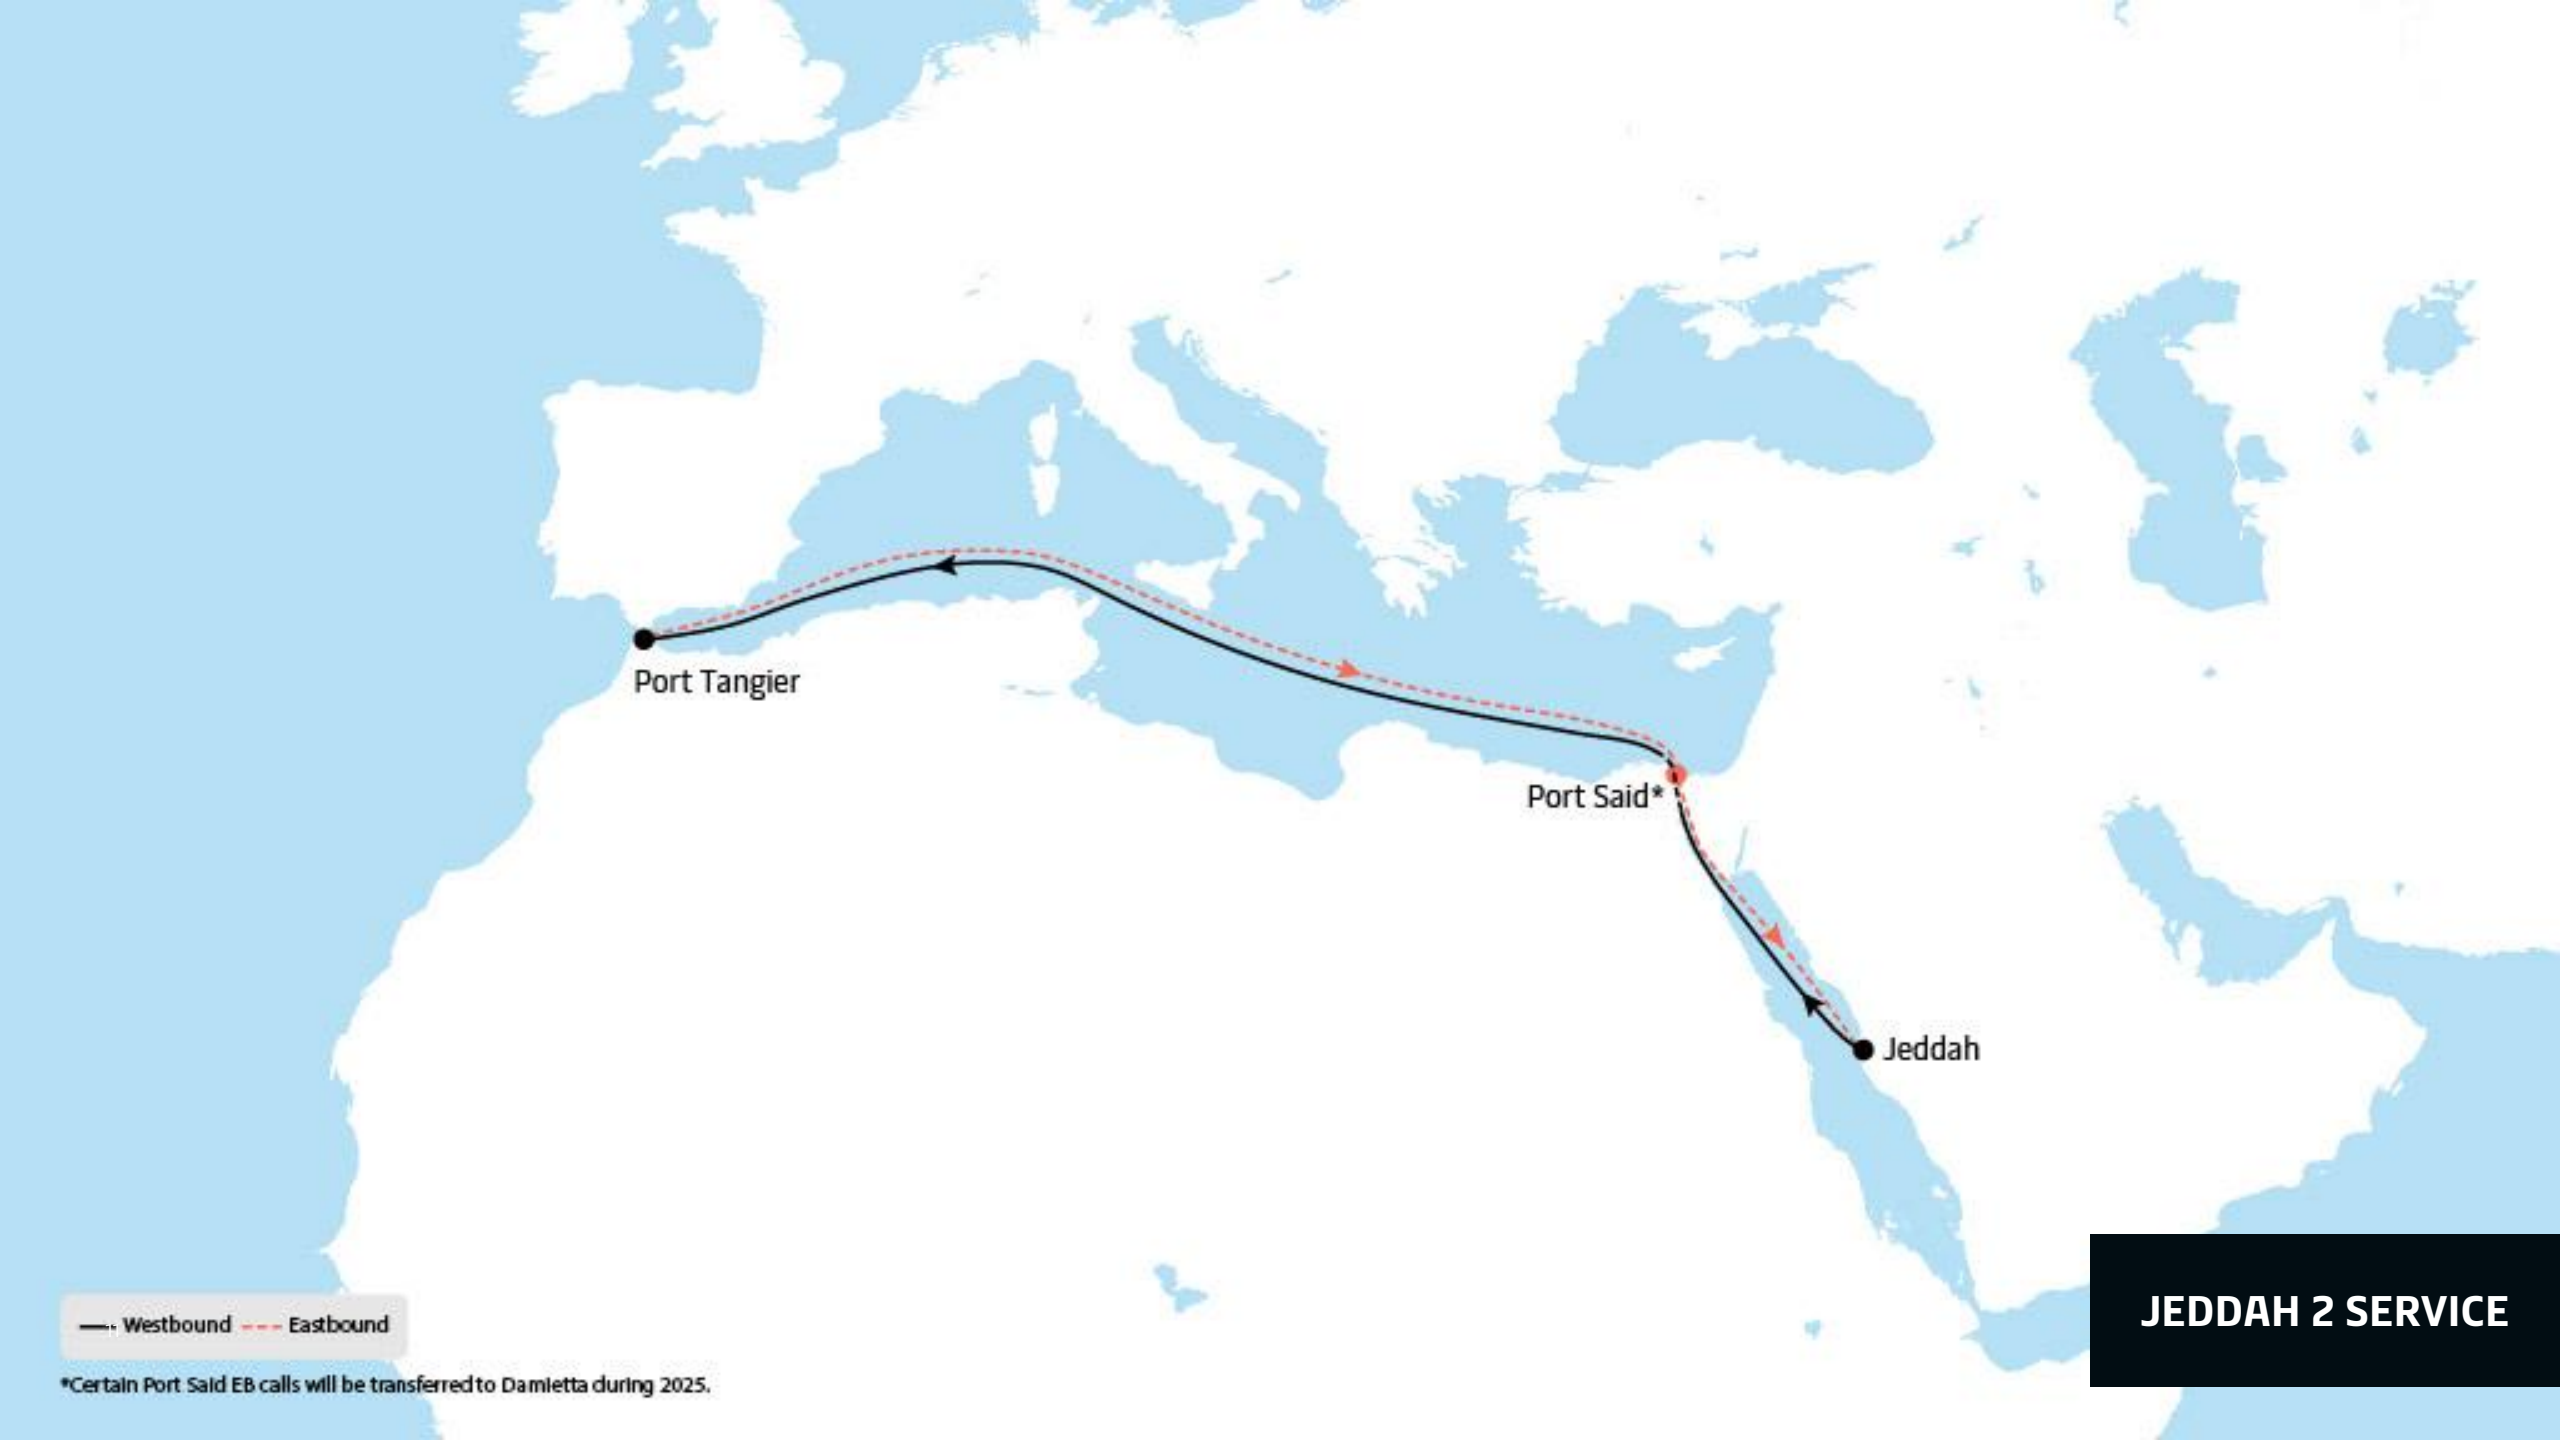 Port Tangier
Port Said*
Jeddah
JEDDAH 2 SERVICE
Westbound Eastbound
*Certain Port Said EB calls will be transferred to Damietta during 2025.